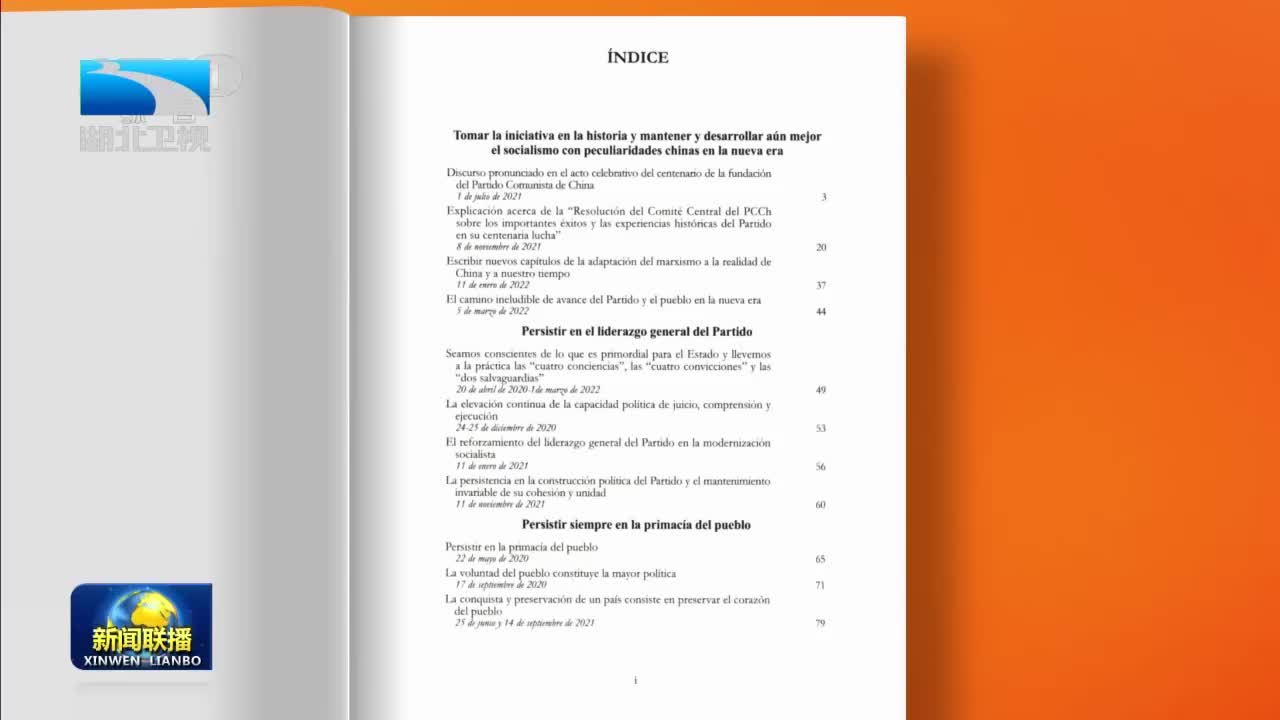 湖北卫视
ÍNDICE
Tomar la iniciativa en la historia y mantener y desarrollar aún mejor
el socialismo con peculiaridades chinas en la nueva era
Discurso pronunciado en el acto celebrativo del centenario de la fundación
del Partido Comunista de China
1 de julio de 2021 3
Explicación acerca de la “Resolución del Comité Central del PCCh
sobre los importantes éxitos y las experiencias históricas del Partido
en su centenaria lucha”
8 de noviembre de 2021 20
Escribir nuevos capítulos de la adaptación del marxismo a la realidad de
China y a nuestro tiempo
11 de enero de 2022 37
El camino ineludible de avance del Partido y el pueblo en la nueva era
5 de marzo de 2022 44
Persistir en el liderazgo general del Partido
Seamos conscientes de lo que es primordial para el Estado y llevemos
a la práctica las “cuatro conciencias”, las “cuatro convicciones” y las
“dos salvaguardias”
20 de abril de 2020-1de marzo de 2022 49
La elevación continua de la capacidad política de juicio, comprensión y
ejecución
24-25 de diciembre de 2020 53
El reforzamiento del liderazgo general del Partido en la modernización
socialista
11 de enero de 2021 56
La persistencia en la construcción política del Partido y el mantenimiento
invariable de su cohesión y unidad
11 de noviembre de 2021 60
Persistir siempre en la primacía del pueblo
Persistir en la primacía del pueblo
22 de mayo de 2020 65
La voluntad del pueblo constituye la mayor política
17 de septiembre de 2020 71
La conquista y preservación de un país consiste en preservar el corazón
del pueblo
25 de junio y 14 de septiembre de 2021 79
i
新闻联播
XINWEN LIANBO